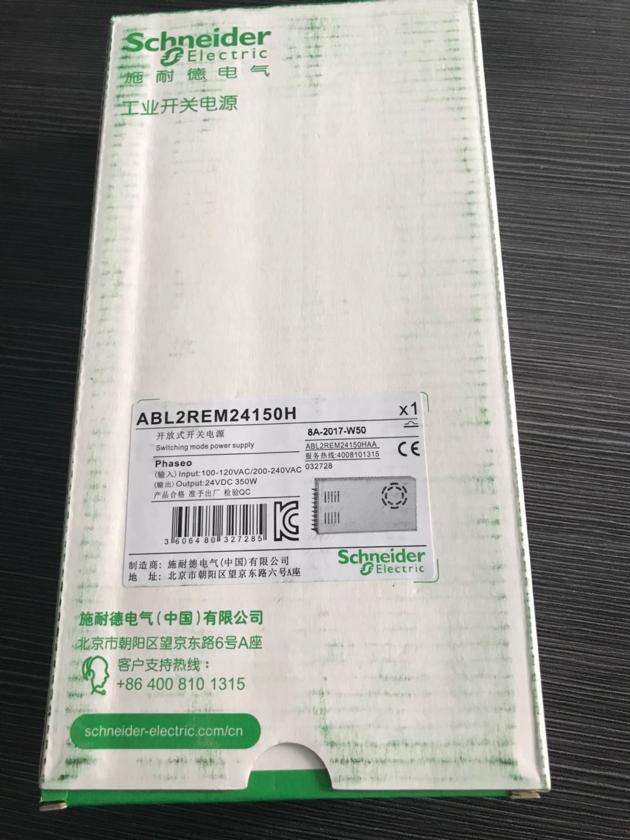 Schneider
Electric
施耐德电气
工业开关电源
ABL2REM24150H
x1
开放式开关电源
8A-2017-W50
Switching mode power supply
ABL2REM24150HAA
服务热线:4008101315
Phaseo
032728
(输入) Input:100-120VAC/200-240VAC
(输出) Output:24VDC 350W
产品合格 准予出厂 检验QC
3 606480 327285
制造商: 施耐德电气(中国)有限公司
地 址: 北京市朝阳区望京东路六号A座
Schneider
Electric
施耐德电气(中国)有限公司
北京市朝阳区望京东路6号A座
客户支持热线:
+86 400 810 1315
schneider-electric.com/cn